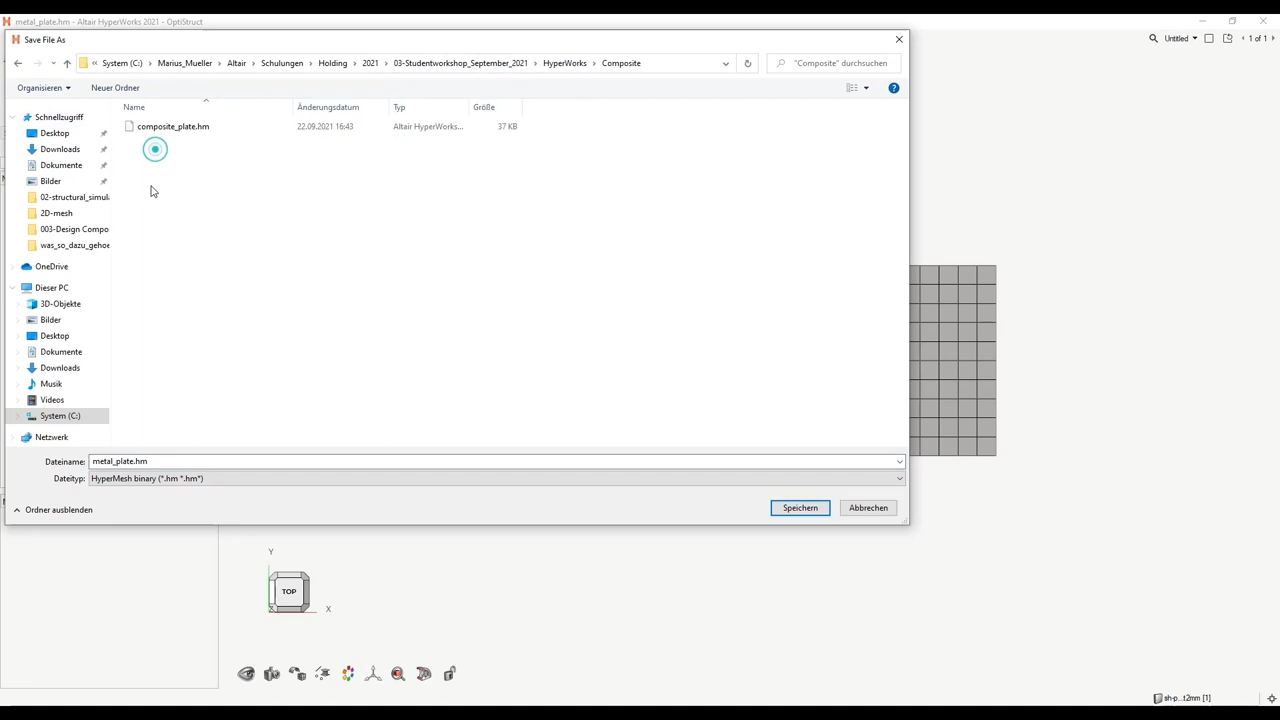 metal_plate.hm - Altair HyperWorks 2021 - OptiStruct
Save File As
Untitled
1 of 1
« System (C:) › Marius_Mueller › Altair › Schulungen › Holding › 2021 › 03-Studentworkshop_September_2021 › HyperWorks › Composite
"Composite" durchsuchen
Organisieren
Neuer Ordner
Name
Änderungsdatum
Typ
Größe
composite_plate.hm
22.09.2021 16:43
Altair HyperWorks...
37 KB
Schnellzugriff
Desktop
Downloads
Dokumente
Bilder
02-structural_simula
2D-mesh
003-Design Compo
was_so_dazu_gehoe
OneDrive
Dieser PC
3D-Objekte
Bilder
Desktop
Dokumente
Downloads
Musik
Videos
System (C:)
Netzwerk
Dateiname: metal_plate.hm
Dateityp: HyperMesh binary (*.hm *.hm*)
Ordner ausblenden
Speichern
Abbrechen
Y
TOP
Z
X
sh-p...t2mm [1]